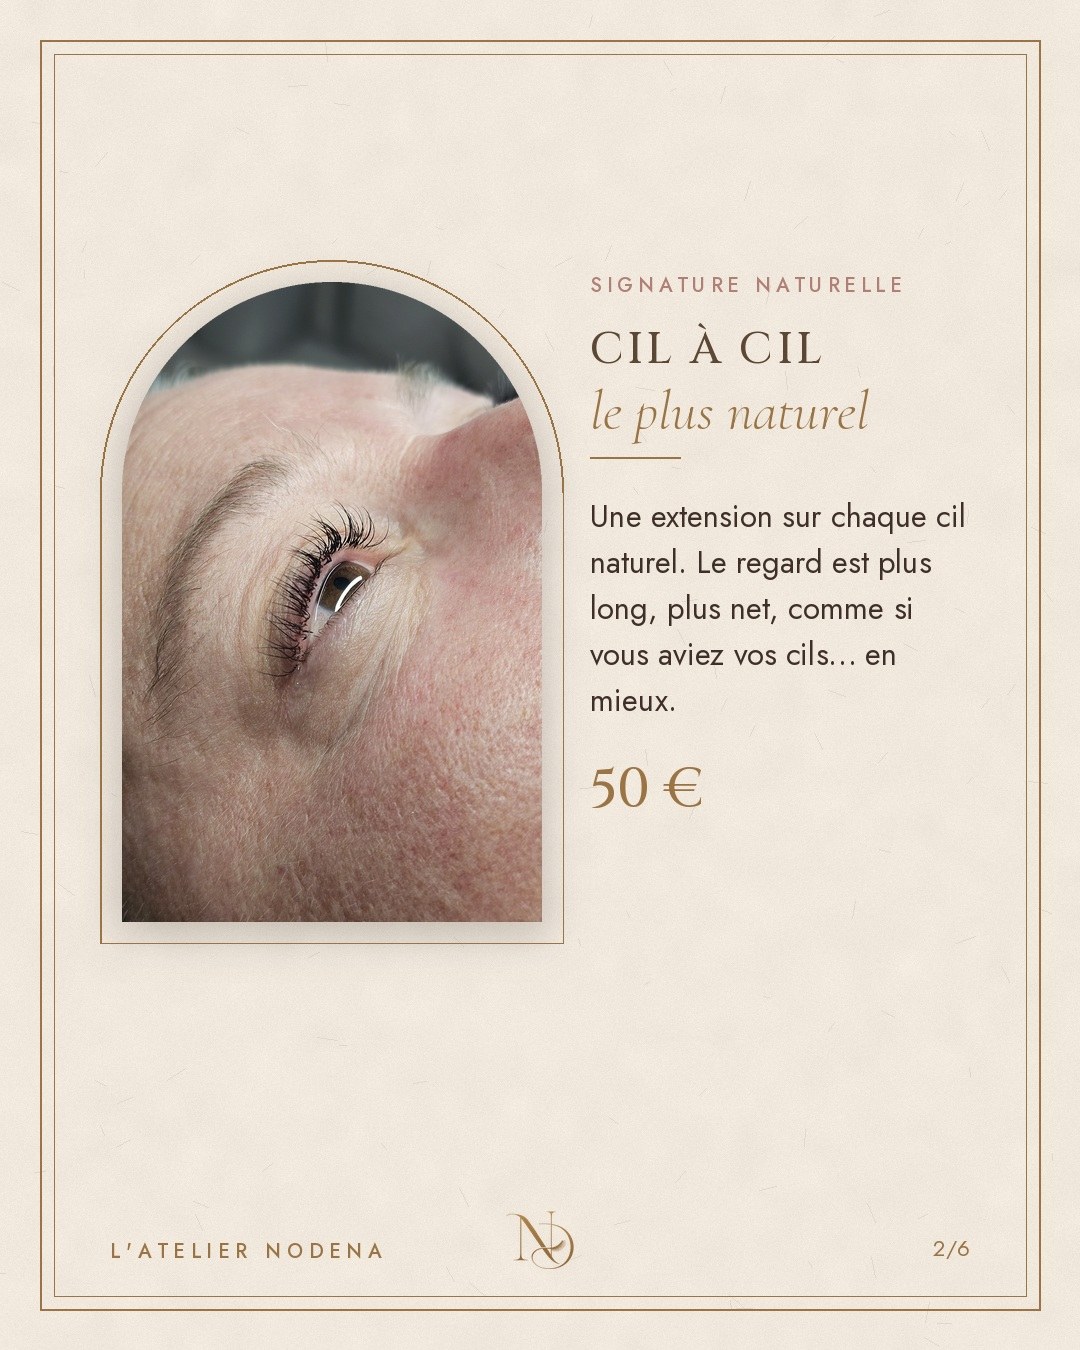 SIGNATURE NATURELLE
CIL À CIL
le plus naturel
Une extension sur chaque cil
naturel. Le regard est plus
long, plus net, comme si
vous aviez vos cils... en
mieux.
50 €
L'ATELIER NODENA
ND
2/6